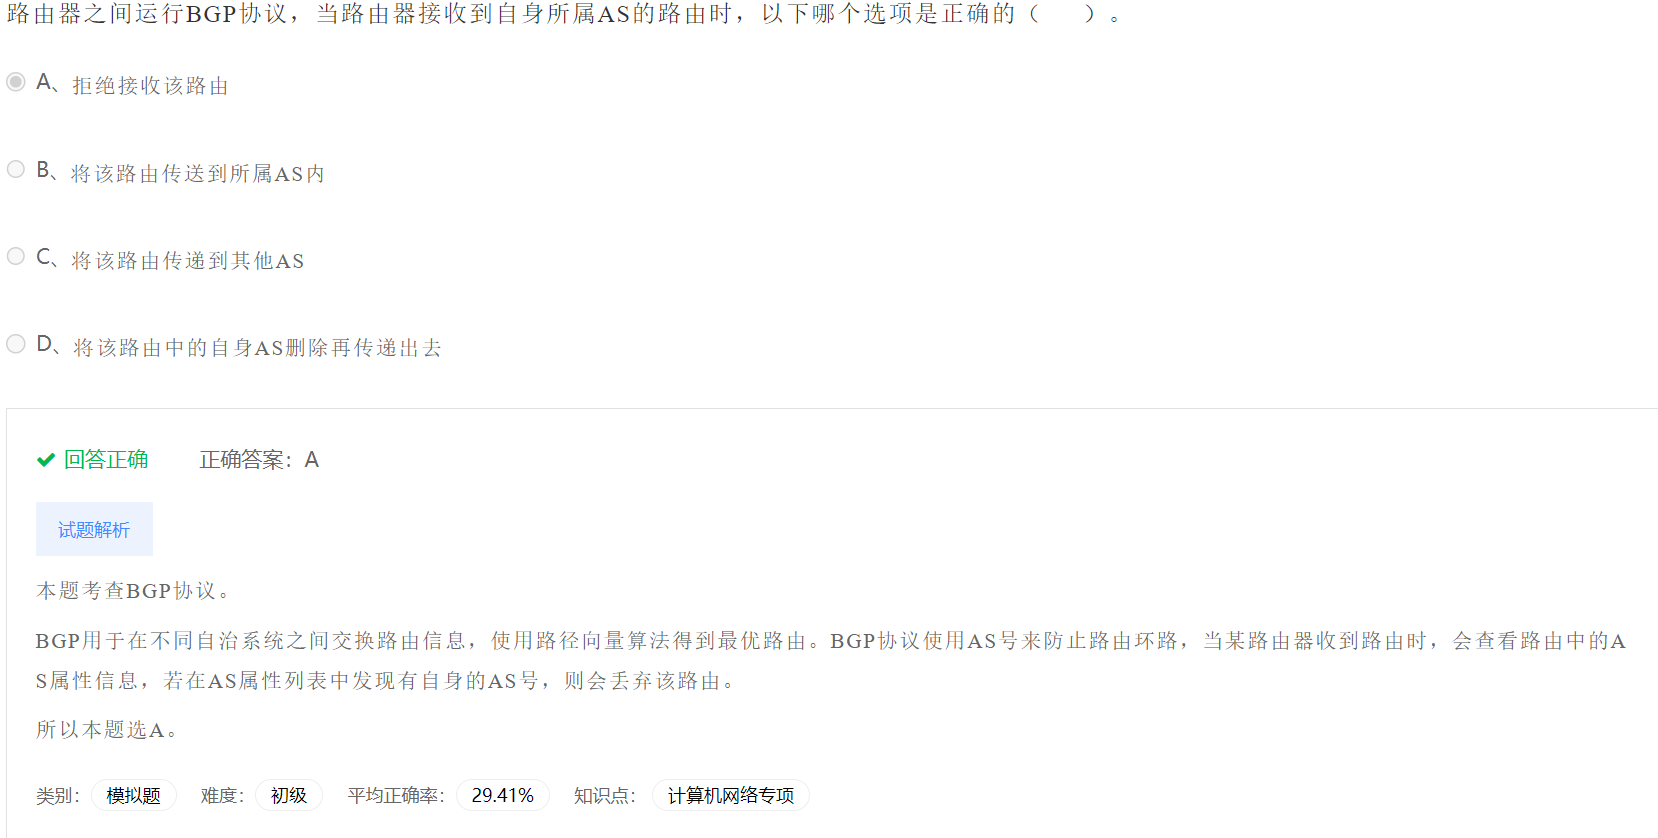 路由器之间运行BGP协议，当路由器接收到自身所属AS的路由时，以下哪个选项是正确的（　　）。
A、拒绝接收该路由
B、将该路由传送到所属AS内
C、将该路由传递到其他AS
D、将该路由中的自身AS删除再传递出去
回答正确 正确答案：A
试题解析
本题考查BGP协议。
BGP用于在不同自治系统之间交换路由信息，使用路径向量算法得到最优路由。BGP协议使用AS号来防止路由环路，当某路由器收到路由时，会查看路由中的A
S属性信息，若在AS属性列表中发现有自身的AS号，则会丢弃该路由。
所以本题选A。
类别： 模拟题 难度： 初级 平均正确率： 29.41% 知识点： 计算机网络专项